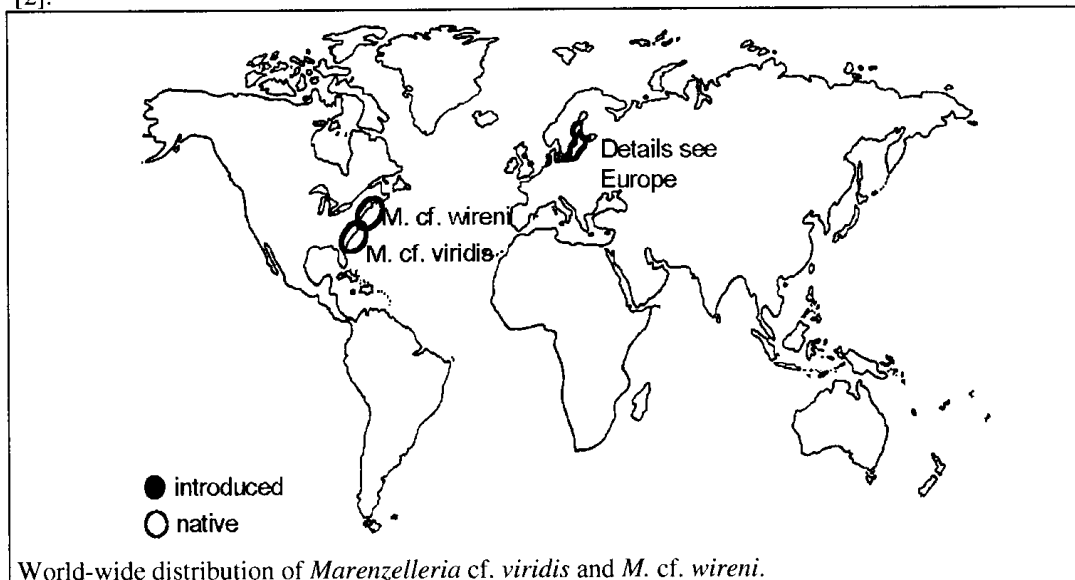 [2].
Details see
Europe
M. cf. wireni
M. cf. viridis
introduced
native
World-wide distribution of Marenzelleria cf. viridis and M. cf. wireni.